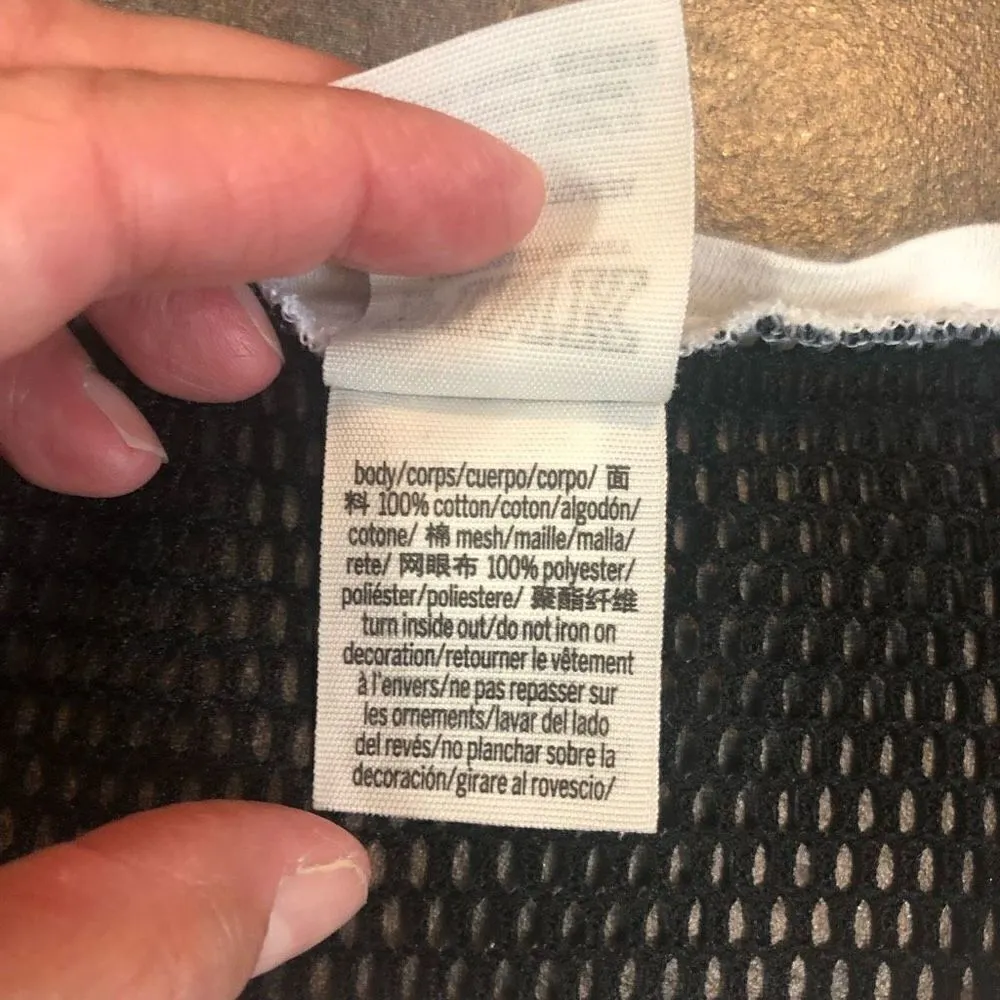 body/corps/cuerpo/corpo/ 面
料 100% cotton/coton/algodón/
cotone/ 棉 mesh/maille/malla/
rete/ 网眼布 100% polyester/
poliéster/poliestere/ 聚酯纤维
turn inside out/do not iron on
decoration/retourner le vêtement
à l'envers/ne pas repasser sur
les ornements/lavar del lado
del revés/no planchar sobre la
decoración/girare al rovescio/